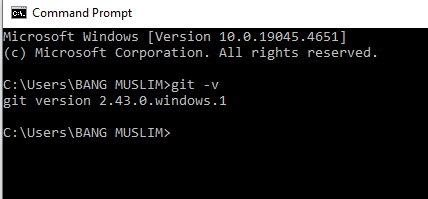 Command Prompt
Microsoft Windows [Version 10.0.19045.4651]
(c) Microsoft Corporation. All rights reserved.
C:\Users\BANG MUSLIM>git -v
git version 2.43.0.windows.1
C:\Users\BANG MUSLIM>